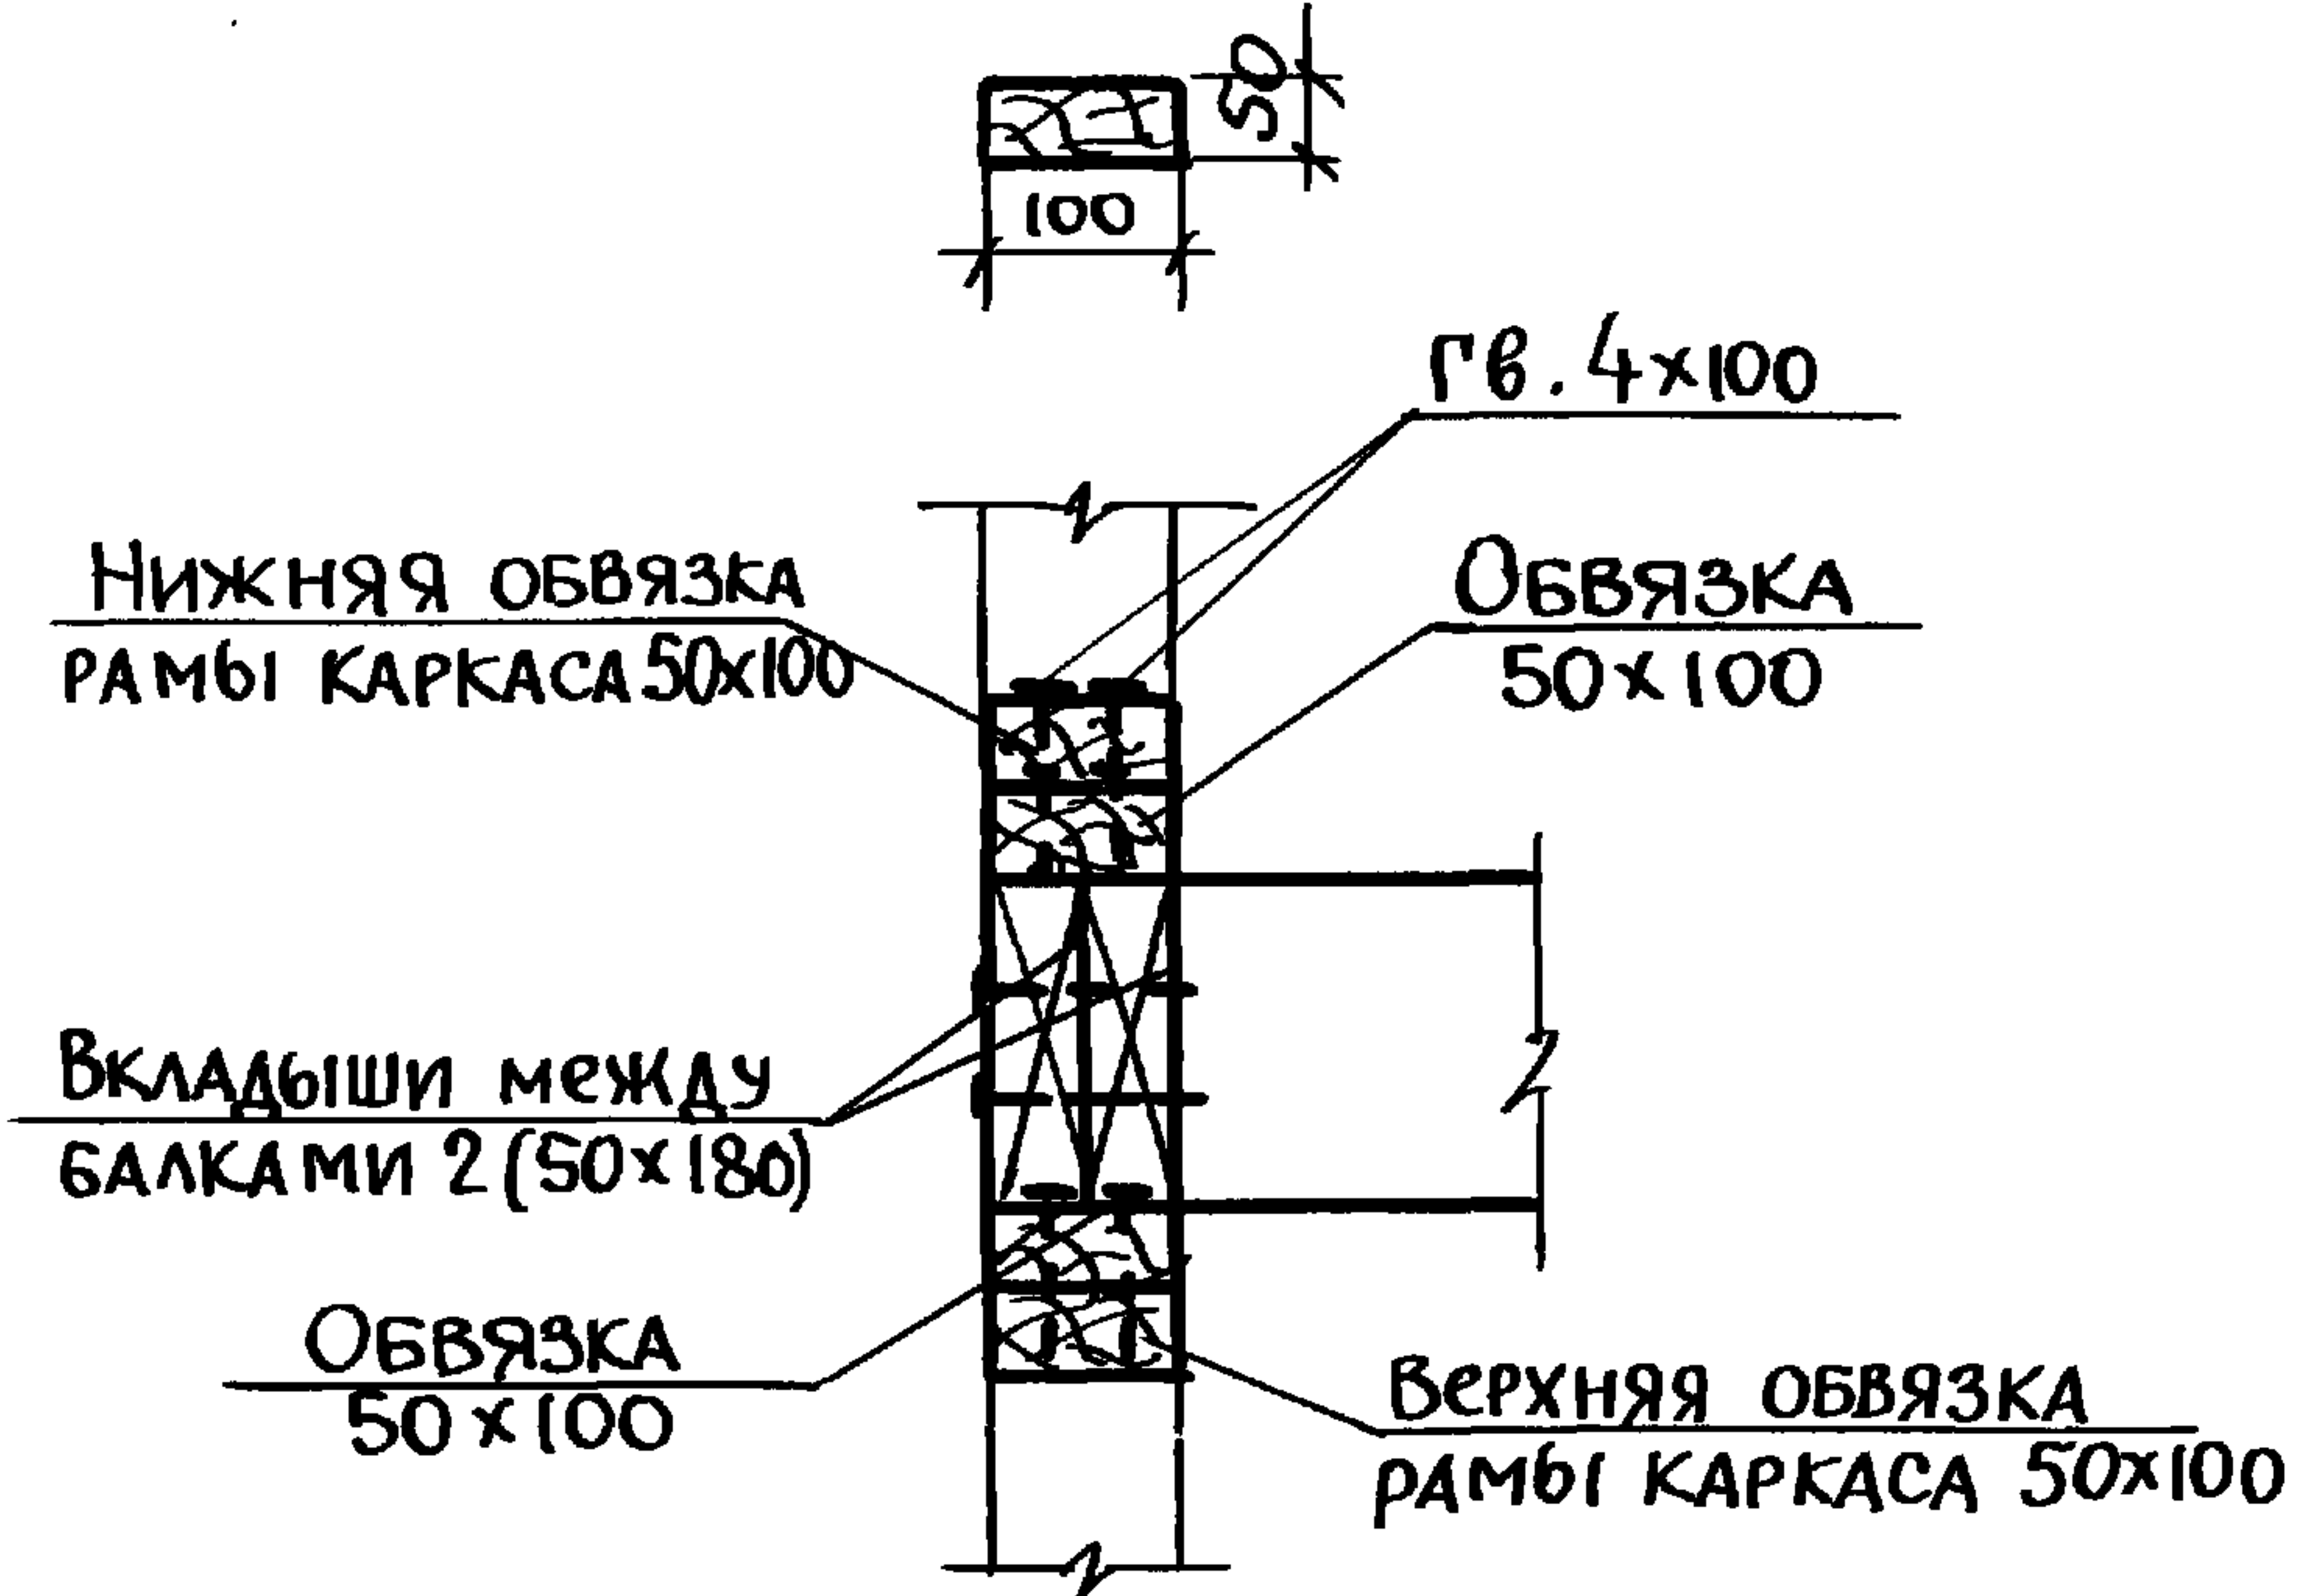 50
100
Гв. 4х100
Нижняя обвязка
рамы каркаса 50х100
Обвязка
50х100
Вкладыши между
балками 2(50х180)
Обвязка
50х100
Верхняя обвязка
рамы каркаса 50х100